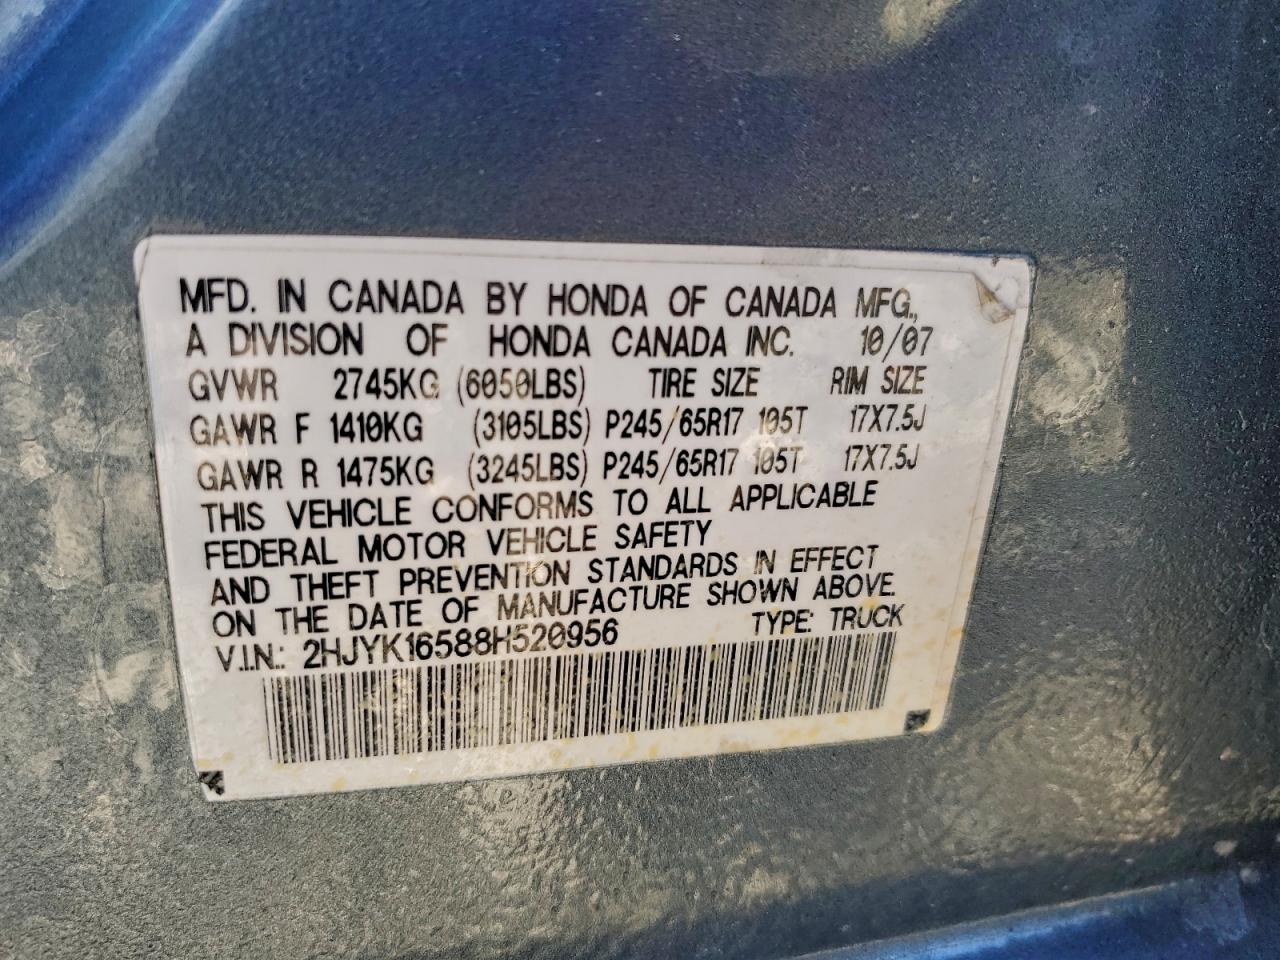 MFD. IN CANADA BY HONDA OF CANADA MFG.,
A DIVISION OF HONDA CANADA INC. 10/07
GVWR 2745KG (6050LBS) TIRE SIZE RIM SIZE
GAWR F 1410KG (3105LBS) P245/65R17 105T 17X7.5J
GAWR R 1475KG (3245LBS) P245/65R17 105T 17X7.5J
THIS VEHICLE CONFORMS TO ALL APPLICABLE
FEDERAL MOTOR VEHICLE SAFETY
AND THEFT PREVENTION STANDARDS IN EFFECT
ON THE DATE OF MANUFACTURE SHOWN ABOVE.
V.I.N.: 2HJYK16588H520956 TYPE: TRUCK